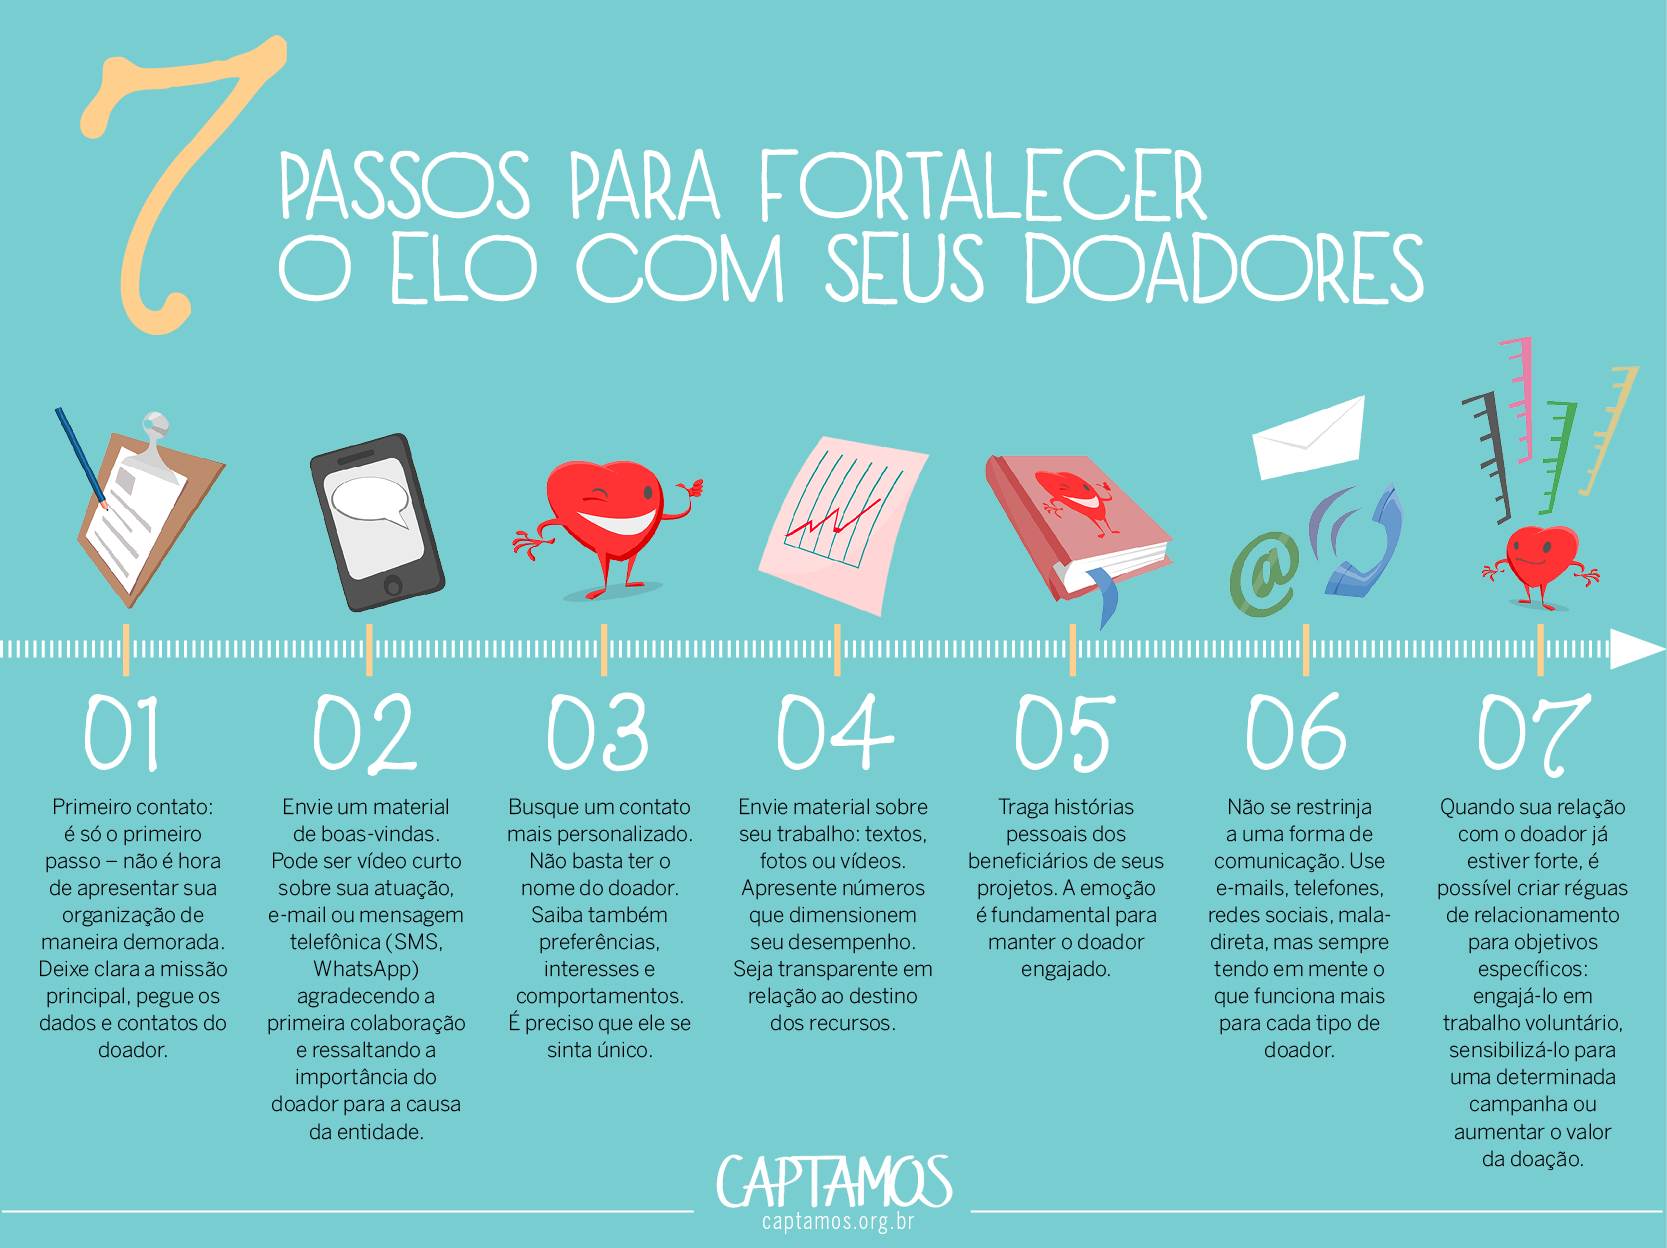 7
PASSOS PARA FORTALECER
O ELO COM SEUS DOADORES
@
01
Primeiro contato:
é só o primeiro
passo – não é hora
de apresentar sua
organização de
maneira demorada.
Deixe clara a missão
principal, pegue os
dados e contatos do
doador.
02
Envie um material
de boas-vindas.
Pode ser vídeo curto
sobre sua atuação,
e-mail ou mensagem
telefônica (SMS,
WhatsApp)
agradecendo a
primeira colaboração
e ressaltando a
importância do
doador para a causa
da entidade.
03
Busque um contato
mais personalizado.
Não basta ter o
nome do doador.
Saiba também
preferências,
interesses e
comportamentos.
É preciso que ele se
sinta único.
04
Envie material sobre
seu trabalho: textos,
fotos ou vídeos.
Apresente números
que dimensionem
seu desempenho.
Seja transparente em
relação ao destino
dos recursos.
05
Traga histórias
pessoais dos
beneficiários de seus
projetos. A emoção
é fundamental para
manter o doador
engajado.
06
Não se restrinja
a uma forma de
comunicação. Use
e-mails, telefones,
redes sociais, mala-
direta, mas sempre
tendo em mente o
que funciona mais
para cada tipo de
doador.
07
Quando sua relação
com o doador já
estiver forte, é
possível criar réguas
de relacionamento
para objetivos
específicos:
engajá-lo em
trabalho voluntário,
sensibilizá-lo para
uma determinada
campanha ou
aumentar o valor
da doação.
CAPTAMOS
captamos.org.br